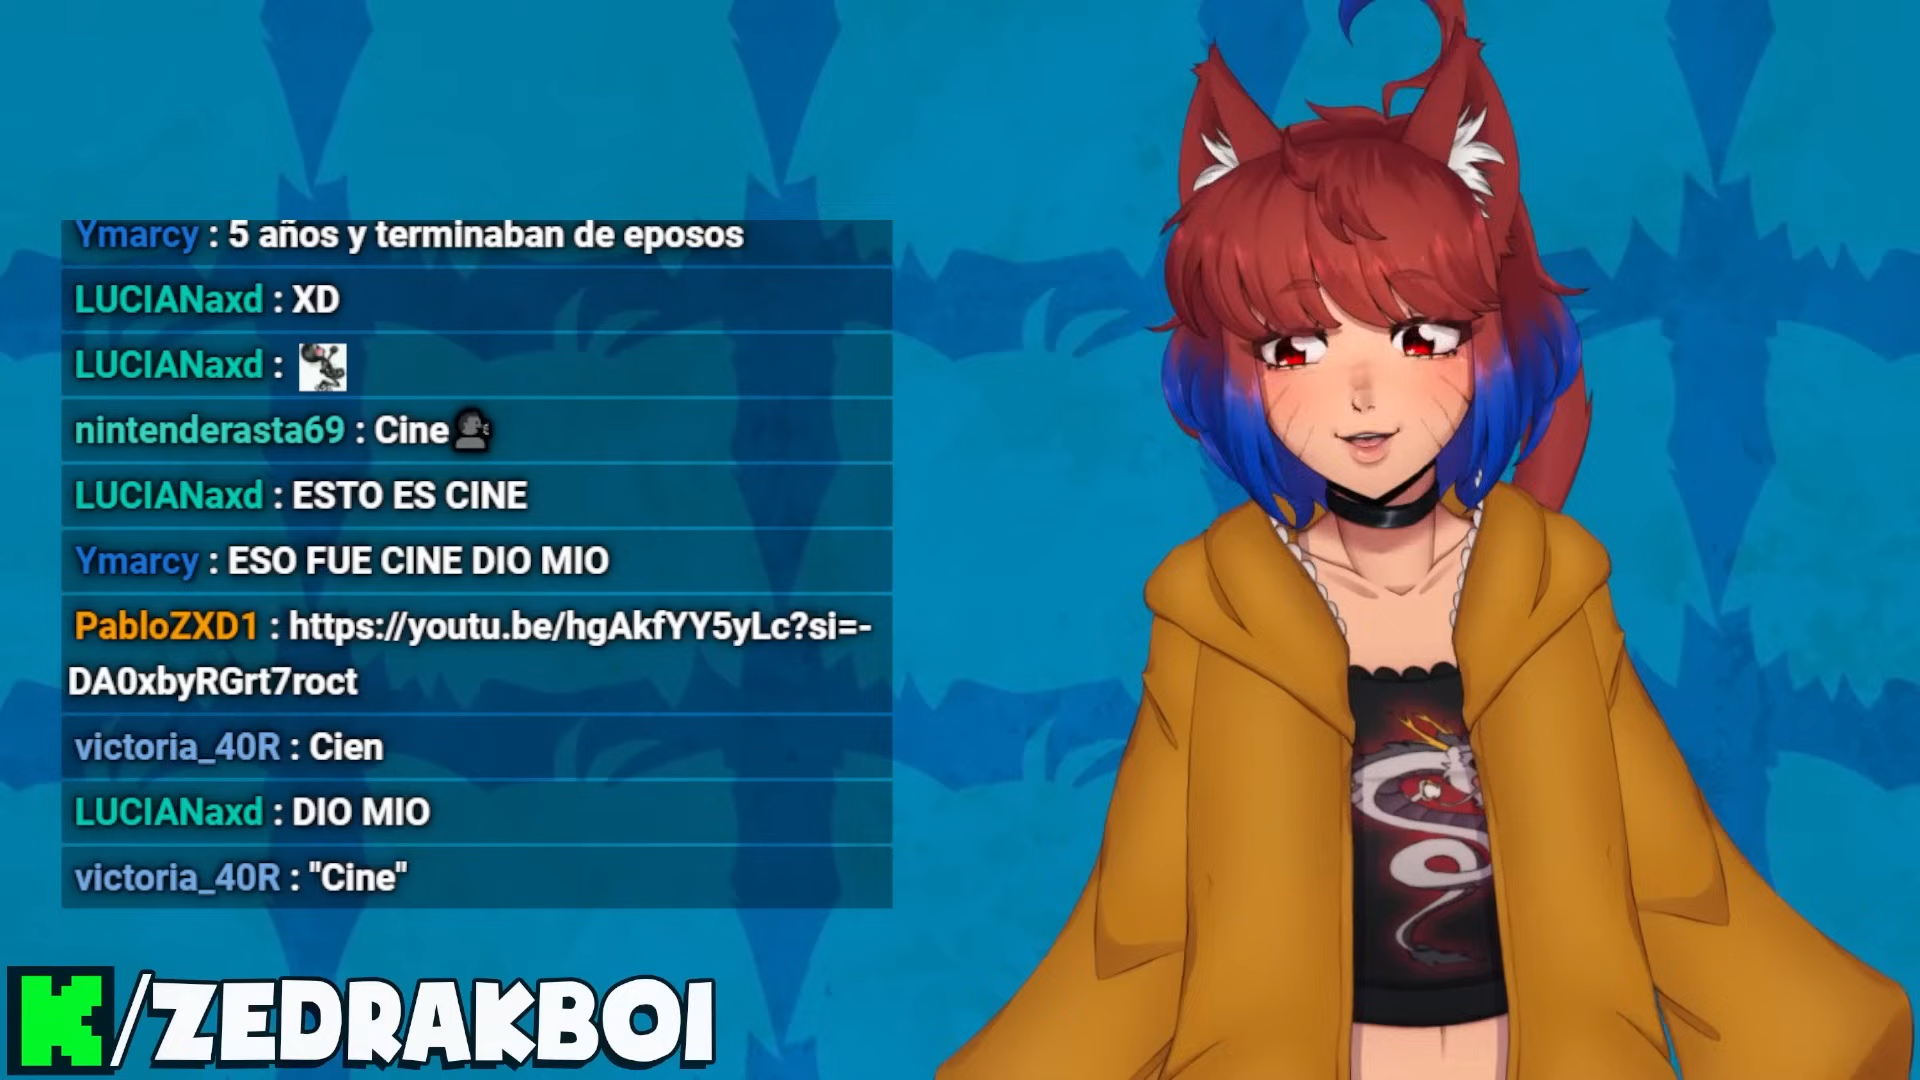 Ymarcy : 5 años y terminaban de eposos
LUCIANaxd : XD
LUCIANaxd :
nintenderasta69 : Cine🗣
LUCIANaxd : ESTO ES CINE
Ymarcy : ESO FUE CINE DIO MIO
PabloZXD1 : https://youtu.be/hgAkfYY5yLc?si=-
DA0xbyRGrt7roct
victoria_40R : Cien
LUCIANaxd : DIO MIO
victoria_40R : "Cine"
K/ZEDRAKBOI